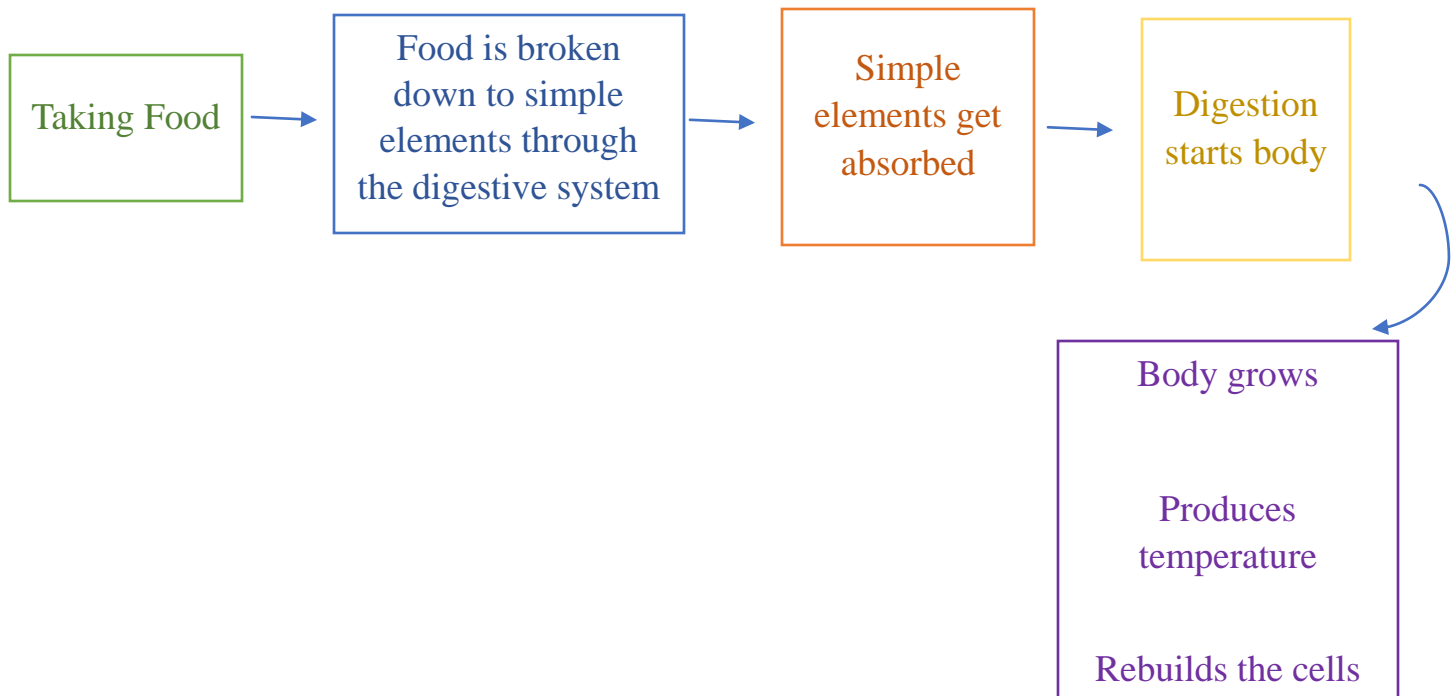 Taking Food
Food is broken
down to simple
elements through
the digestive system
Simple
elements get
absorbed
Digestion
starts body
Body grows
Produces
temperature
Rebuilds the cells